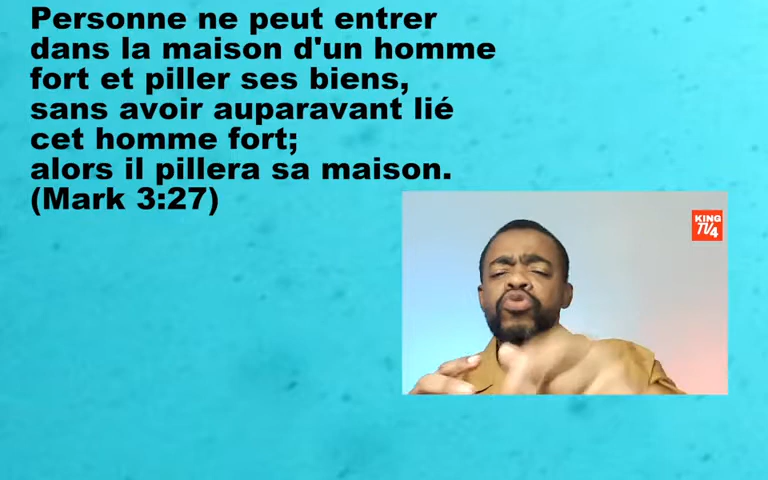 Personne ne peut entrer
dans la maison d'un homme
fort et piller ses biens,
sans avoir auparavant lié
cet homme fort;
alors il pillera sa maison.
(Mark 3:27)
KING
TV4